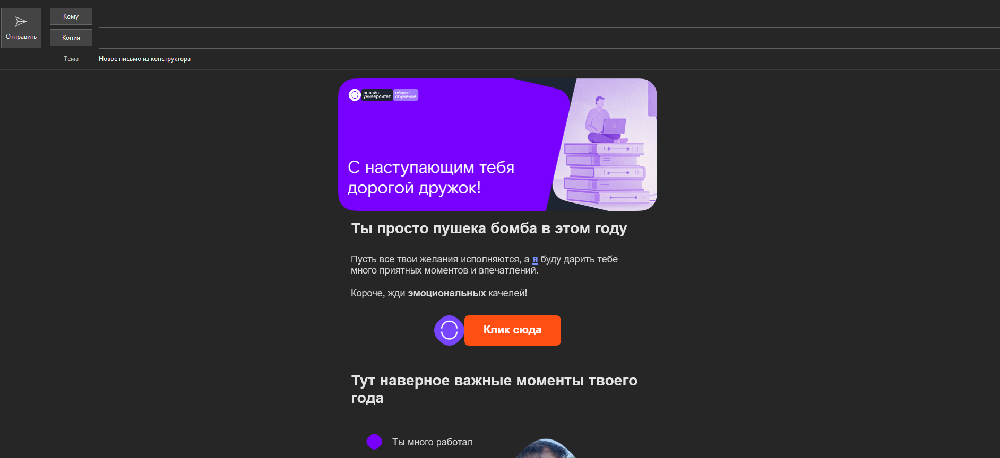 Отправить
Кому
Копия
Тема
Новое письмо из конструктора
онлайн
университет
общее
обучение
С наступающим тебя
дорогой дружок!
Ты просто пушека бомба в этом году
Пусть все твои желания исполняются, а я буду дарить тебе
много приятных моментов и впечатлений.
Короче, жди эмоциональных качелей!
Клик сюда
Тут наверное важные моменты твоего
года
Ты много работал